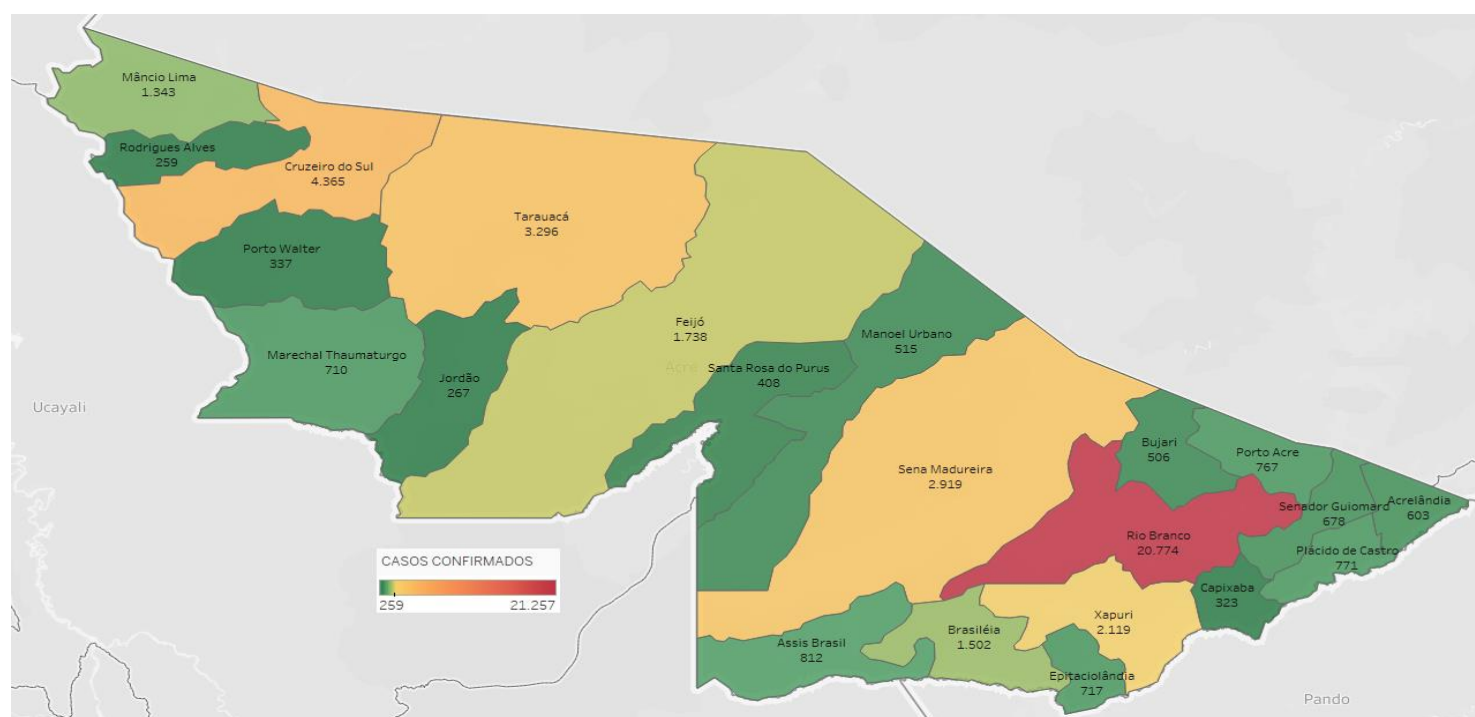 Mâncio Lima
1.343
Rodrigues Alves
259
Cruzeiro do Sul
4.365
Tarauacá
3.296
Porto Walter
337
Feijó
1.738
Manoel Urbano
515
Marechal Thaumaturgo
710
Jordão
267
Acre
Santa Rosa do Purus
408
Ucayali
Bujari
506
Porto Acre
767
Sena Madureira
2.919
Senador Guiomard
678
Acrelândia
603
Rio Branco
20.774
Plácido de Castro
771
CASOS CONFIRMADOS
259
21.257
Capixaba
323
Xapuri
2.119
Brasiléia
1.502
Assis Brasil
812
Epitaciolândia
717
Pando